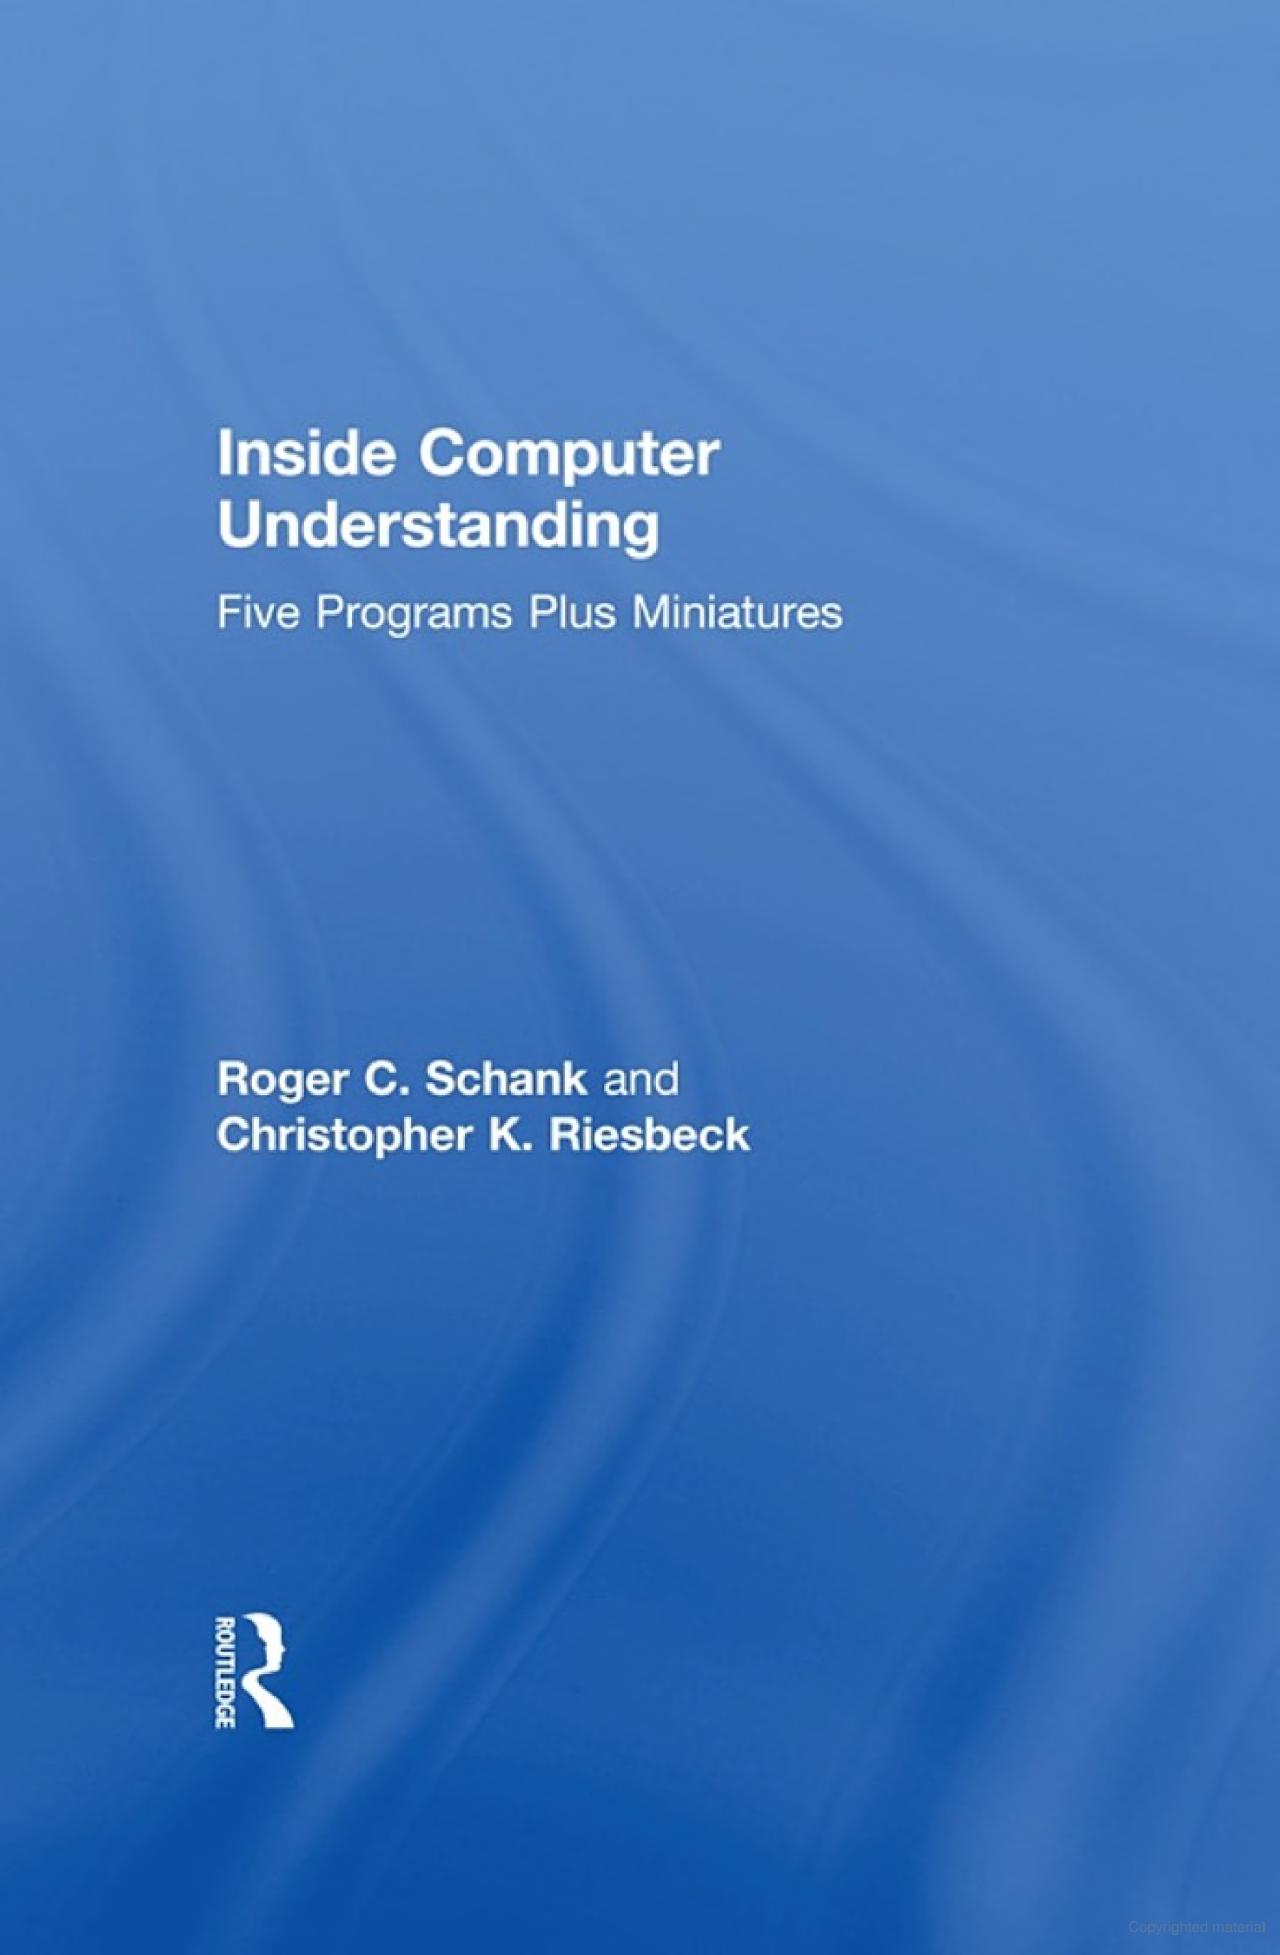 Inside Computer
Understanding
Five Programs Plus Miniatures
Roger C. Schank and
Christopher K. Riesbeck
ROUTLEDGE
Copyrighted material